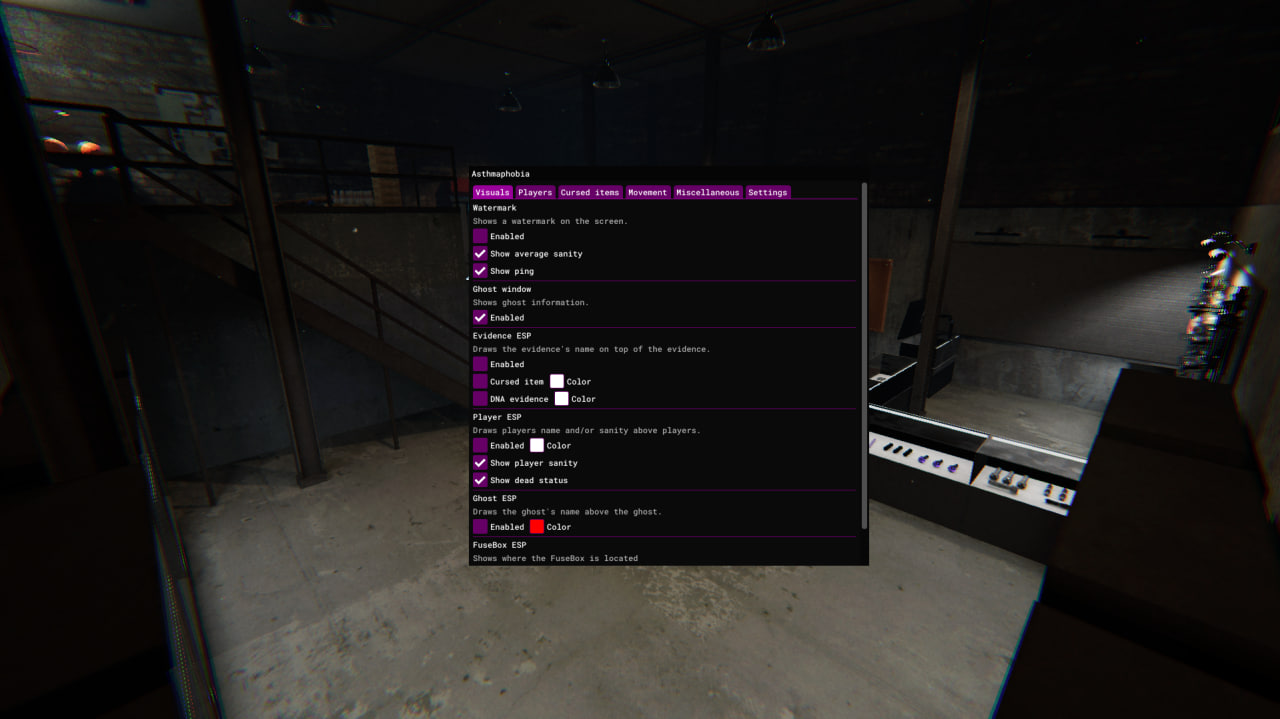 Asthmaphobia
Visuals Players Cursed items Movement Miscellaneous Settings
Watermark
Shows a watermark on the screen.
Enabled
Show average sanity
Show ping
Ghost window
Shows ghost information.
Enabled
Evidence ESP
Draws the evidence's name on top of the evidence.
Enabled
Cursed item Color
DNA evidence Color
Player ESP
Draws players name and/or sanity above players.
Enabled Color
Show player sanity
Show dead status
Ghost ESP
Draws the ghost's name above the ghost.
Enabled Color
FuseBox ESP
Shows where the FuseBox is located